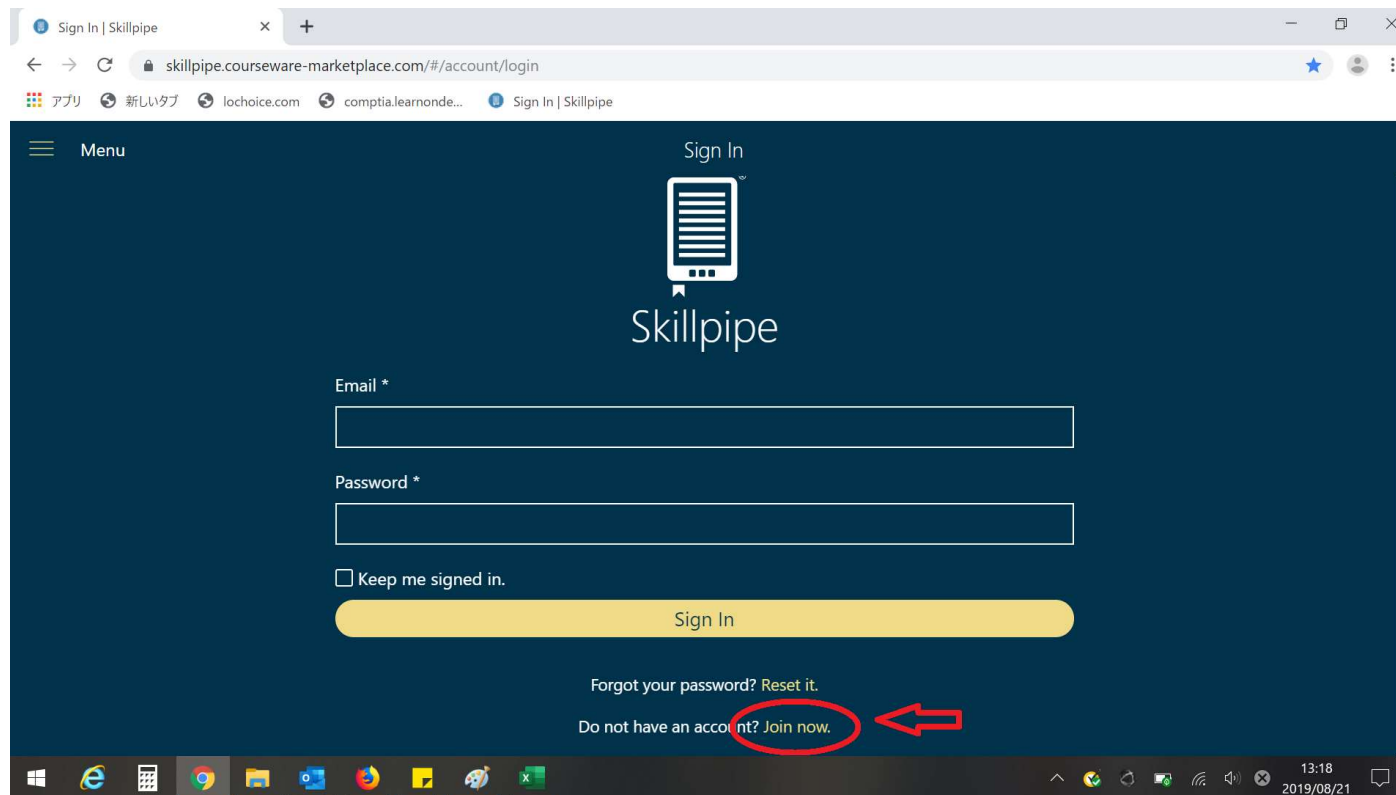 Sign In | Skillpipe
skillpipe.courseware-marketplace.com/#/account/login
アプリ 新しいタブ lochoice.com comptia.learnonde... Sign In | Skillpipe
Menu
Sign In
Skillpipe
Email *
Password *
Keep me signed in.
Sign In
Forgot your password? Reset it.
Do not have an account? Join now.
13:18
2019/08/21